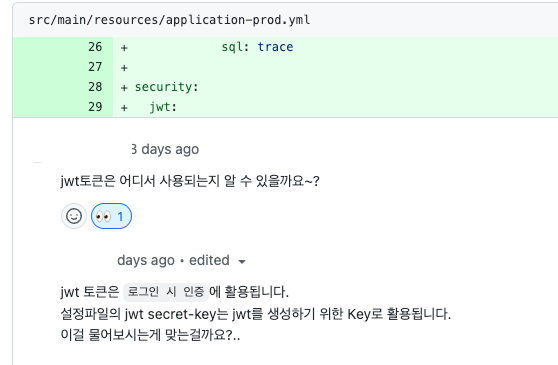 src/main/resources/application-prod.yml
26 + sql: trace
27 +
28 + security:
29 + jwt:
3 days ago
jwt토큰은 어디서 사용되는지 알 수 있을까요~?
👀 1
days ago • edited
jwt 토큰은 로그인 시 인증에 활용됩니다.
설정파일의 jwt secret-key는 jwt를 생성하기 위한 Key로 활용됩니다.
이걸 물어보시는게 맞는걸까요?..